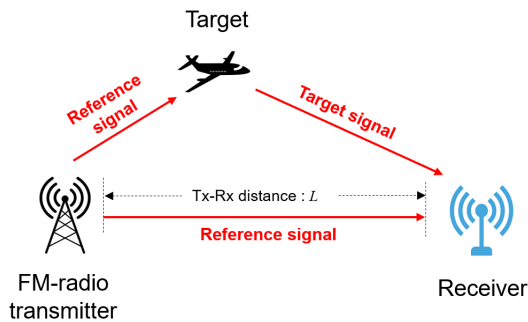 Target
Reference
signal
Target signal
Tx-Rx distance : L
Reference signal
FM-radio
transmitter
Receiver